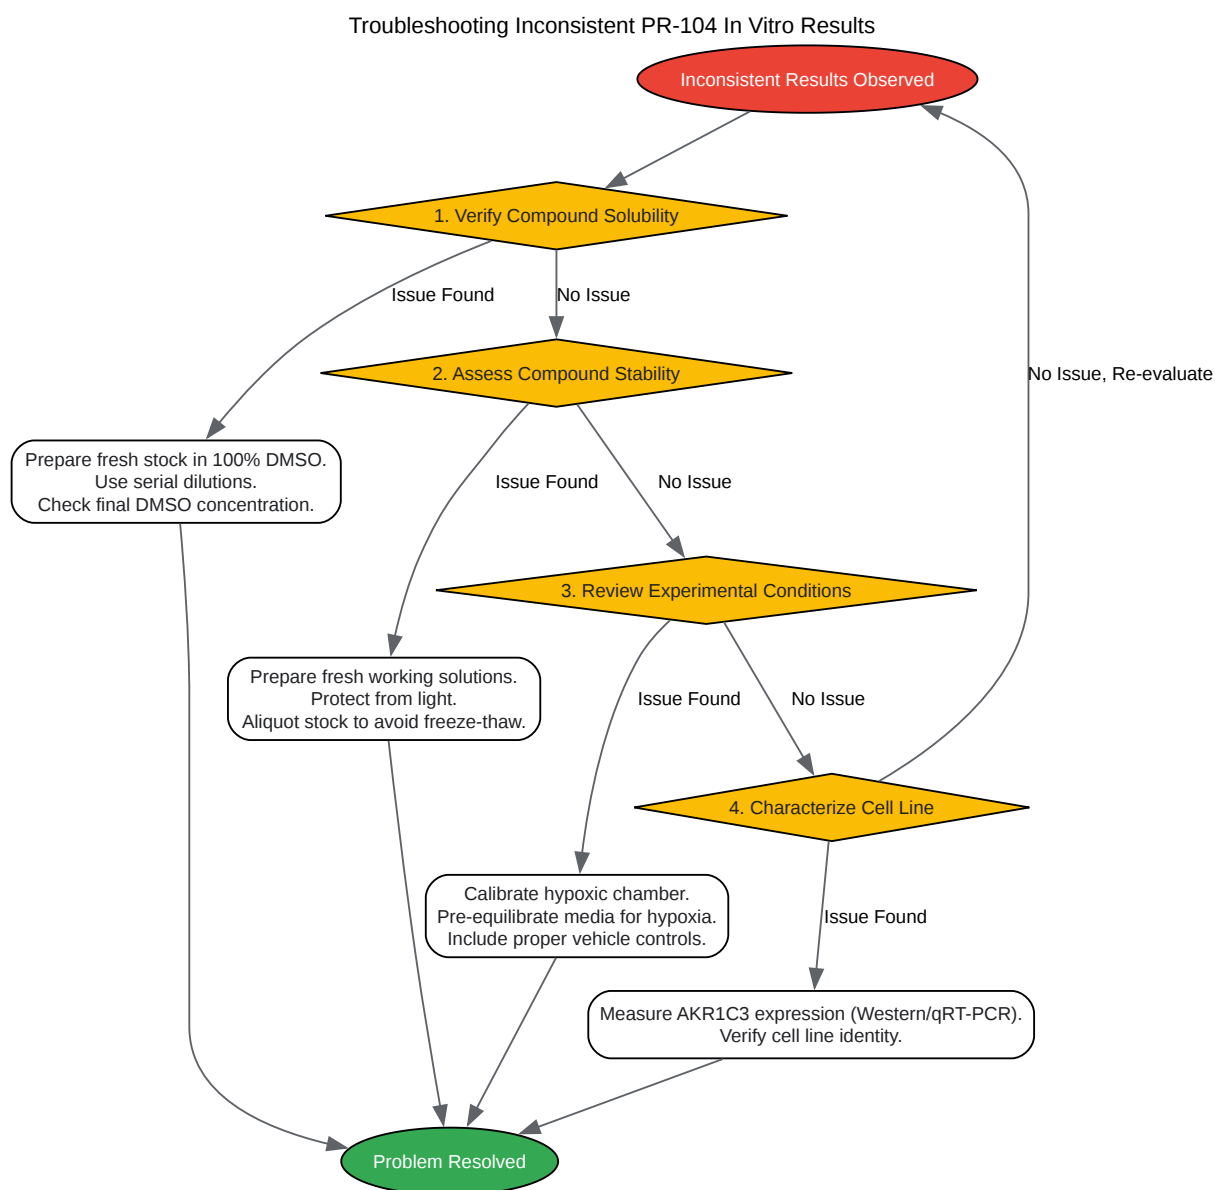 Troubleshooting Inconsistent PR-104 In Vitro Results
Inconsistent Results Observed
1. Verify Compound Solubility
Issue Found
No Issue
2. Assess Compound Stability
No Issue, Re-evaluate
Prepare fresh stock in 100% DMSO.
Use serial dilutions.
Check final DMSO concentration.
Issue Found
No Issue
3. Review Experimental Conditions
Prepare fresh working solutions.
Protect from light.
Aliquot stock to avoid freeze-thaw.
Issue Found
No Issue
4. Characterize Cell Line
Calibrate hypoxic chamber.
Pre-equilibrate media for hypoxia.
Include proper vehicle controls.
Issue Found
Measure AKR1C3 expression (Western/qRT-PCR).
Verify cell line identity.
Problem Resolved